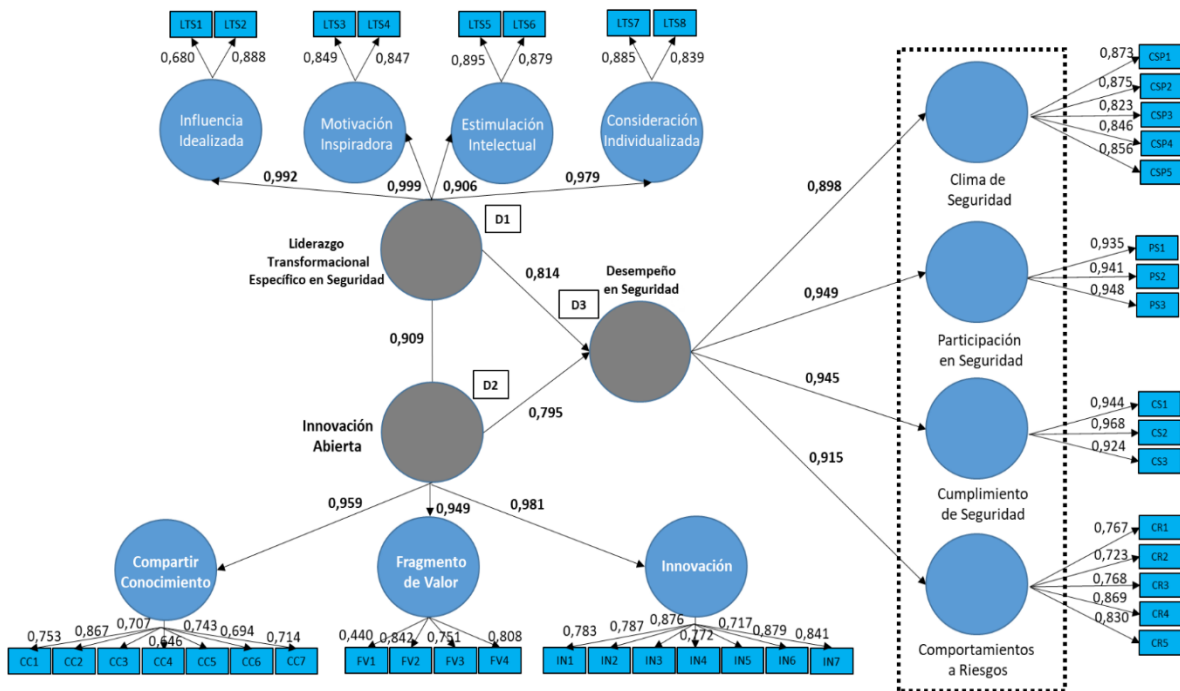 LTS1 LTS2 LTS3 LTS4 LTS5 LTS6 LTS7 LTS8
0,680 0,888 0,849 0,847 0,895 0,879 0,885 0,839
Influencia
Idealizada
Motivación
Inspiradora
Estimulación
Intelectual
Consideración
Individualizada
0,992 0,999 0,906 0,979
D1
Liderazgo
Transformacional
Específico en Seguridad
0,814
Desempeño
en Seguridad
D3
0,909
D2
0,795
Innovación
Abierta
0,959 0,949 0,981
Compartir
Conocimiento
Fragmento
de Valor
Innovación
0,753 0,867 0,707 0,646 0,743 0,694 0,714
CC1 CC2 CC3 CC4 CC5 CC6 CC7
0,440 0,842 0,751 0,808
FV1 FV2 FV3 FV4
0,783 0,787 0,876 0,772 0,717 0,879 0,841
IN1 IN2 IN3 IN4 IN5 IN6 IN7
0,898
0,949
0,945
0,915
Clima de
Seguridad
0,873 CSP1
0,875 CSP2
0,823 CSP3
0,846 CSP4
0,856 CSP5
Participación
en Seguridad
0,935 PS1
0,941 PS2
0,948 PS3
Cumplimiento
de Seguridad
0,944 CS1
0,968 CS2
0,924 CS3
Comportamientos
a Riesgos
0,767 CR1
0,723 CR2
0,768 CR3
0,869 CR4
0,830 CR5